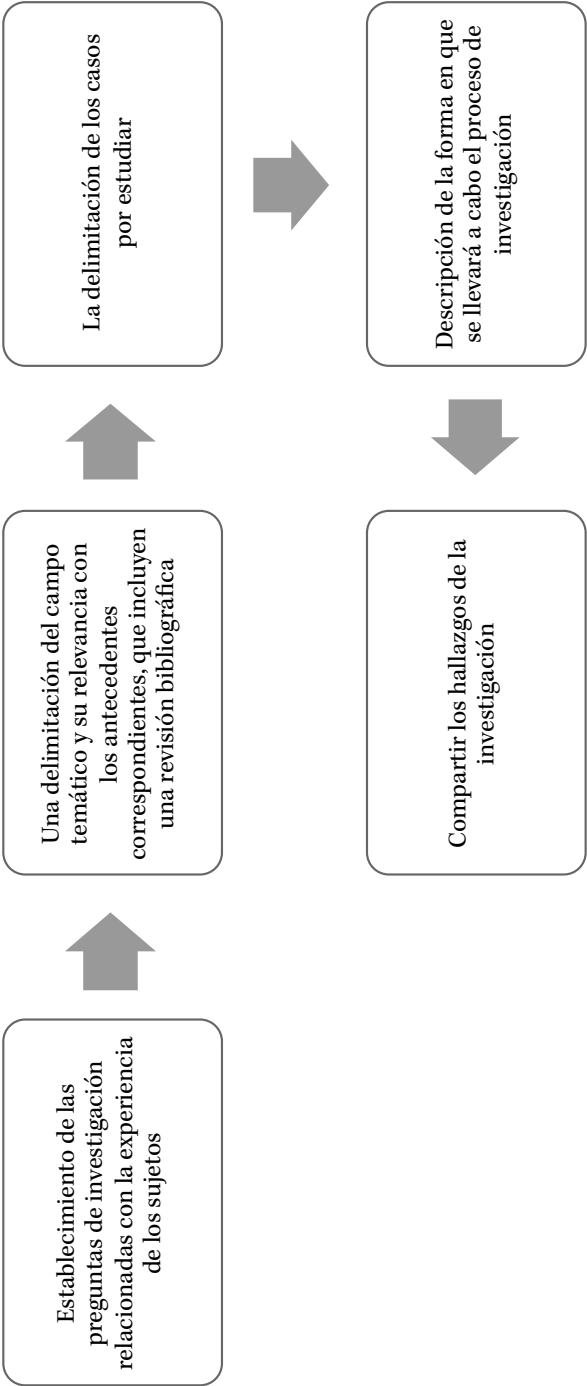 Establecimiento de las
preguntas de investigación
relacionadas con la experiencia
de los sujetos
Una delimitación del campo
temático y su relevancia con
los antecedentes
correspondientes, que incluyen
una revisión bibliográfica
La delimitación de los casos
por estudiar
Descripción de la forma en que
se llevará a cabo el proceso de
investigación
Compartir los hallazgos de la
investigación